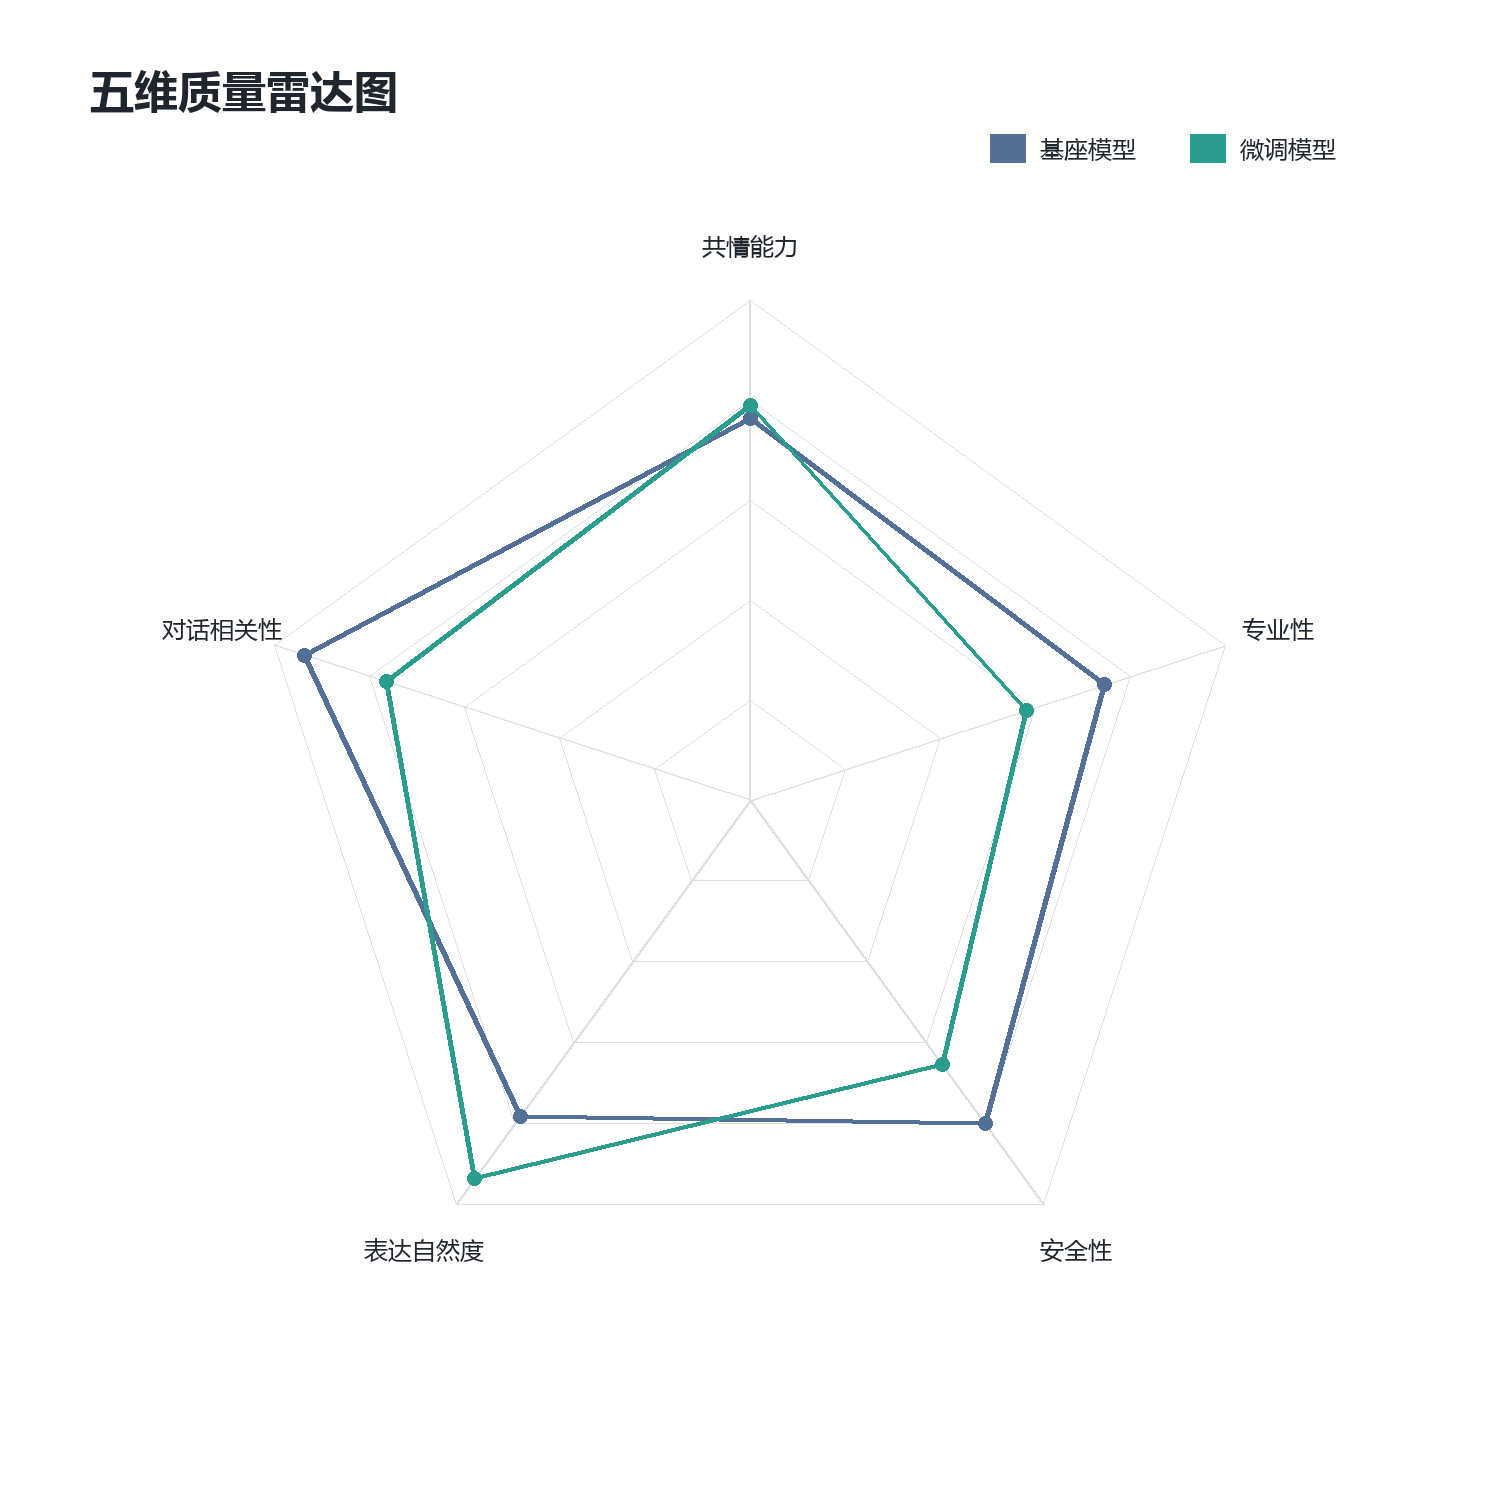 五维质量雷达图
基座模型
微调模型
共情能力
对话相关性
专业性
表达自然度
安全性